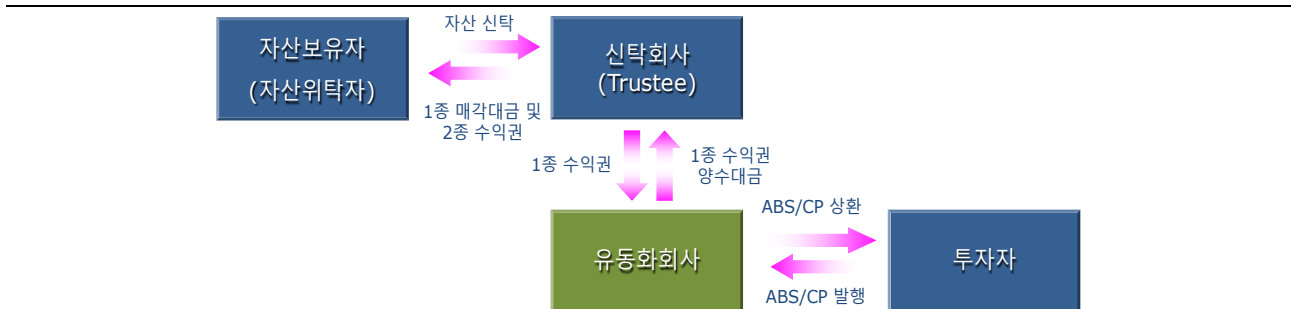 자산 신탁
자산보유자
(자산위탁자)
신탁회사
(Trustee)
1종 매각대금 및
2종 수익권
1종 수익권
1종 수익권
양수대금
ABS/CP 상환
유동화회사
투자자
ABS/CP 발행